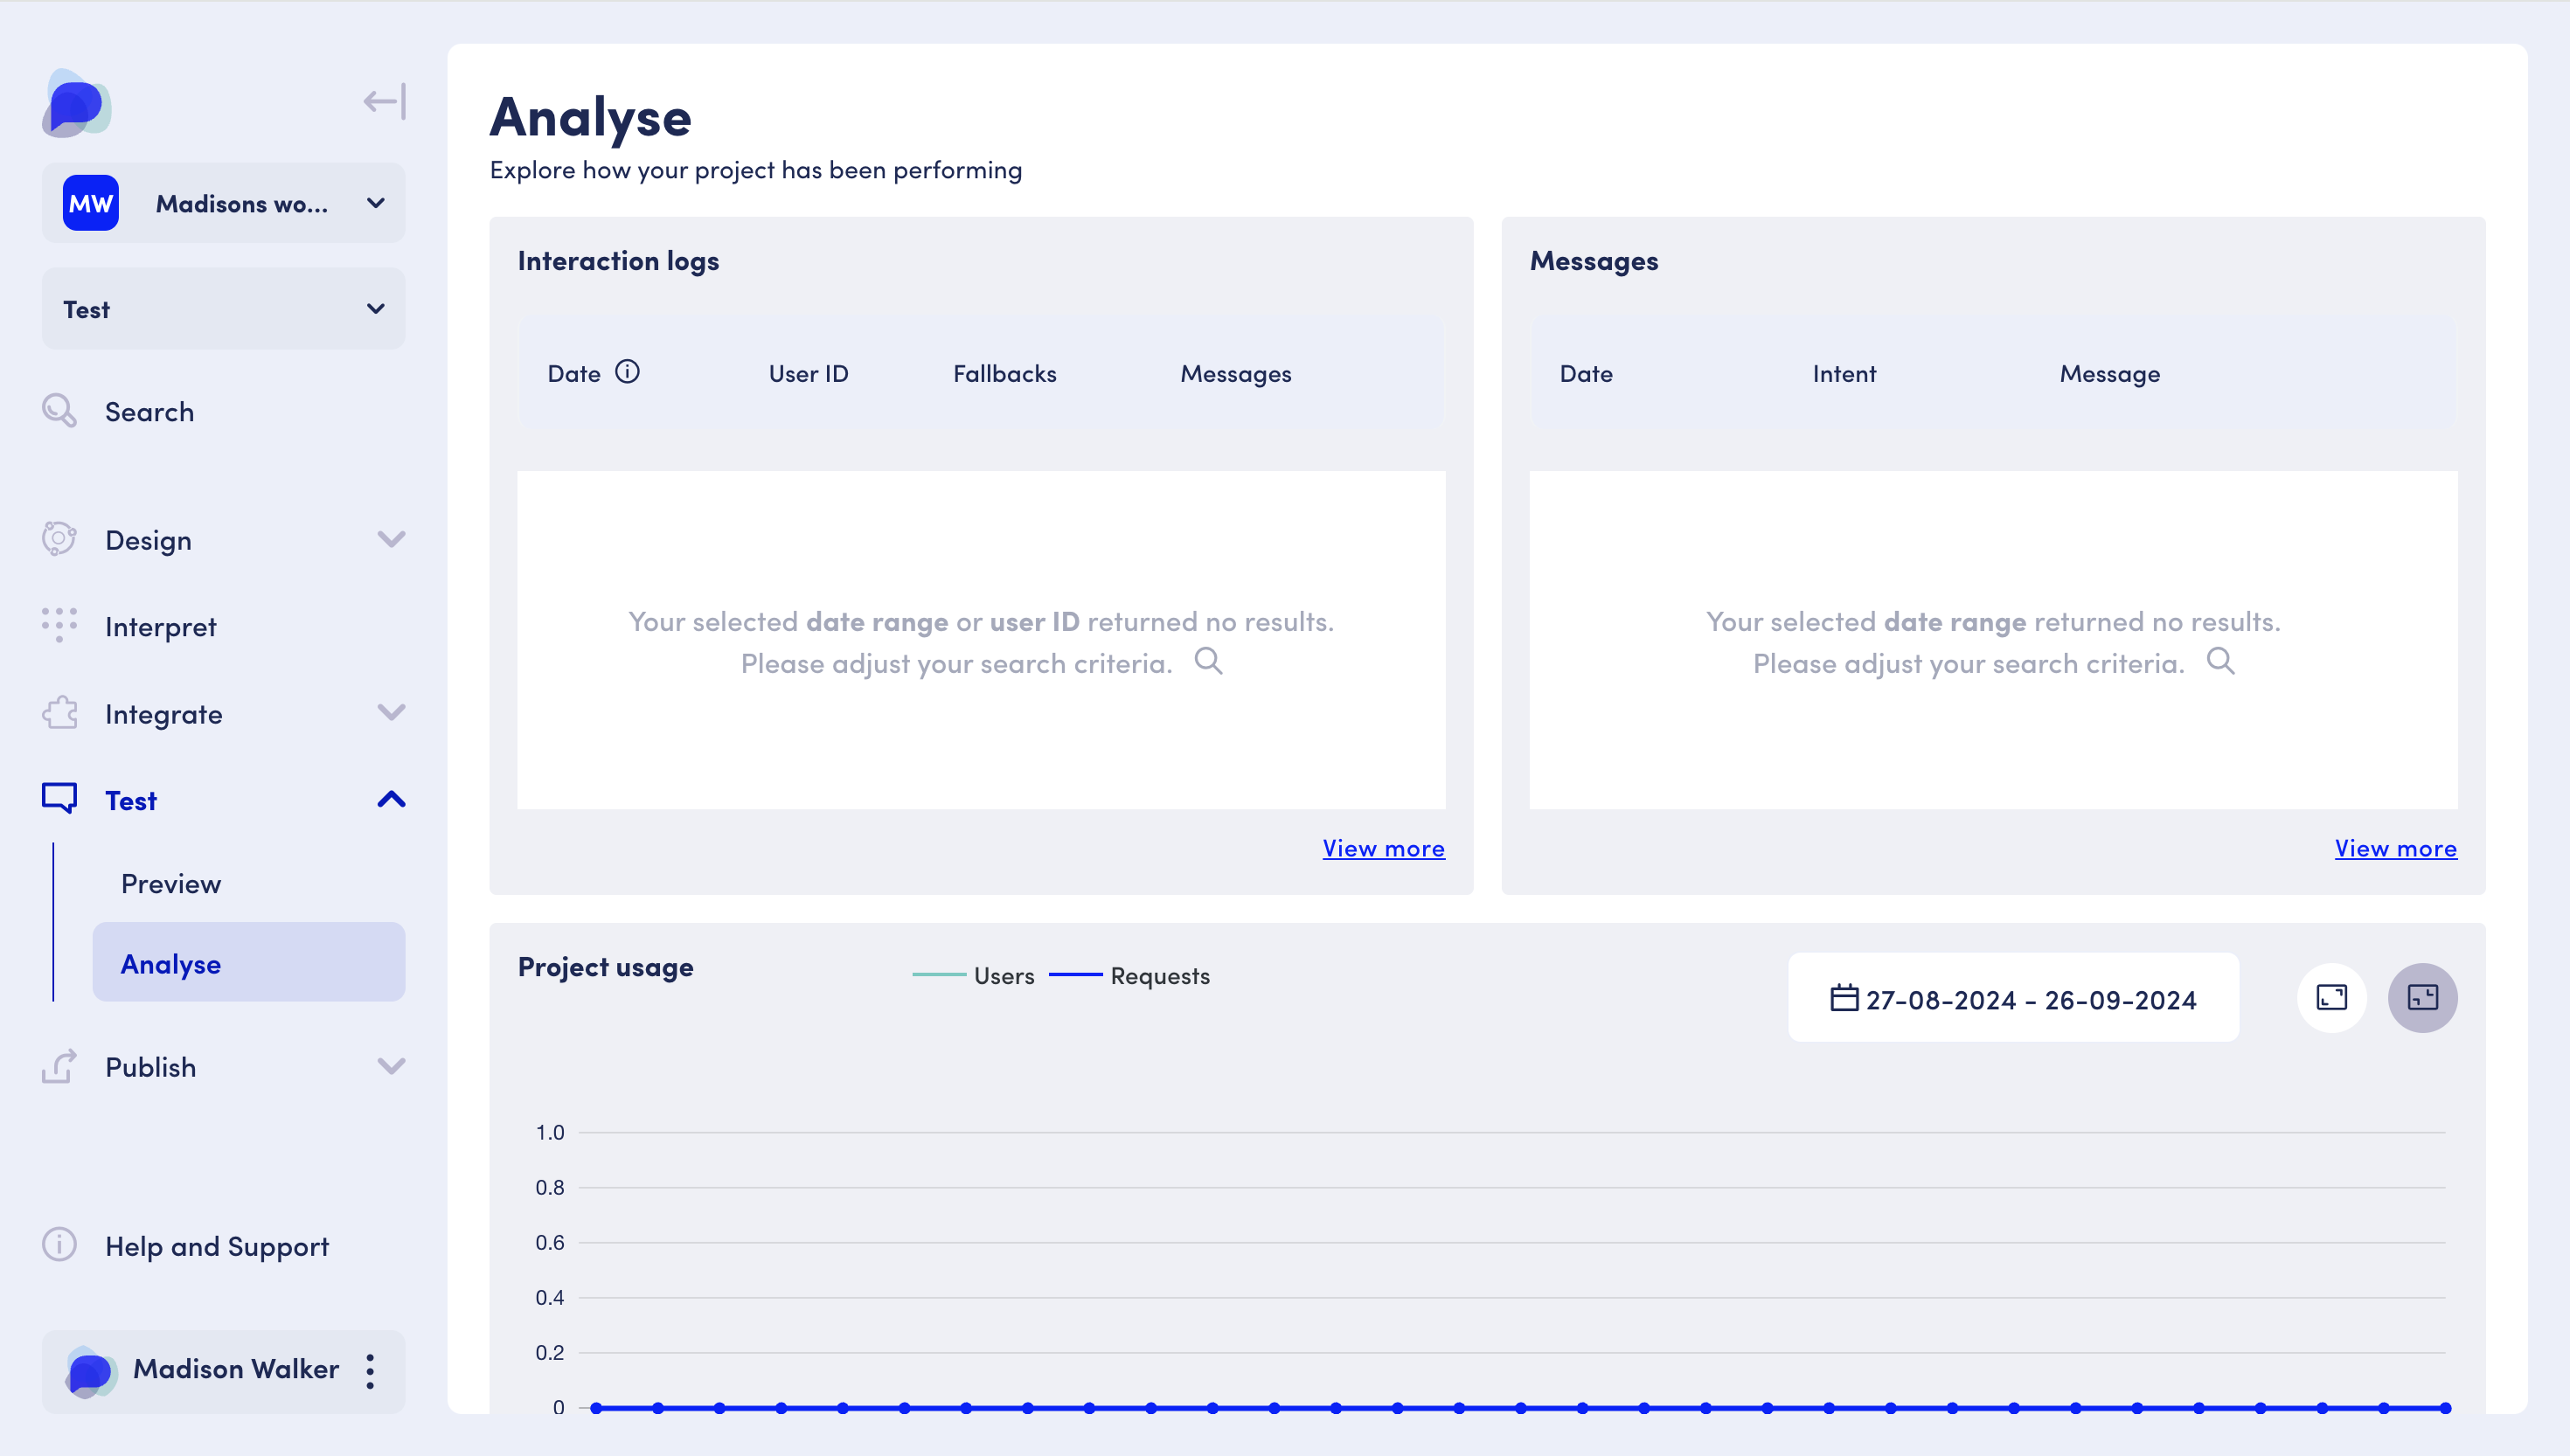 MW
Madisons wo...
Test
Search
Design
Interpret
Integrate
Test
Preview
Analyse
Publish
Help and Support
Madison Walker
Analyse
Explore how your project has been performing
Interaction logs
Date User ID Fallbacks Messages
Your selected date range or user ID returned no results.
Please adjust your search criteria.
View more
Messages
Date Intent Message
Your selected date range returned no results.
Please adjust your search criteria.
View more
Project usage
Users Requests
27-08-2024 - 26-09-2024
1.0
0.8
0.6
0.4
0.2
0